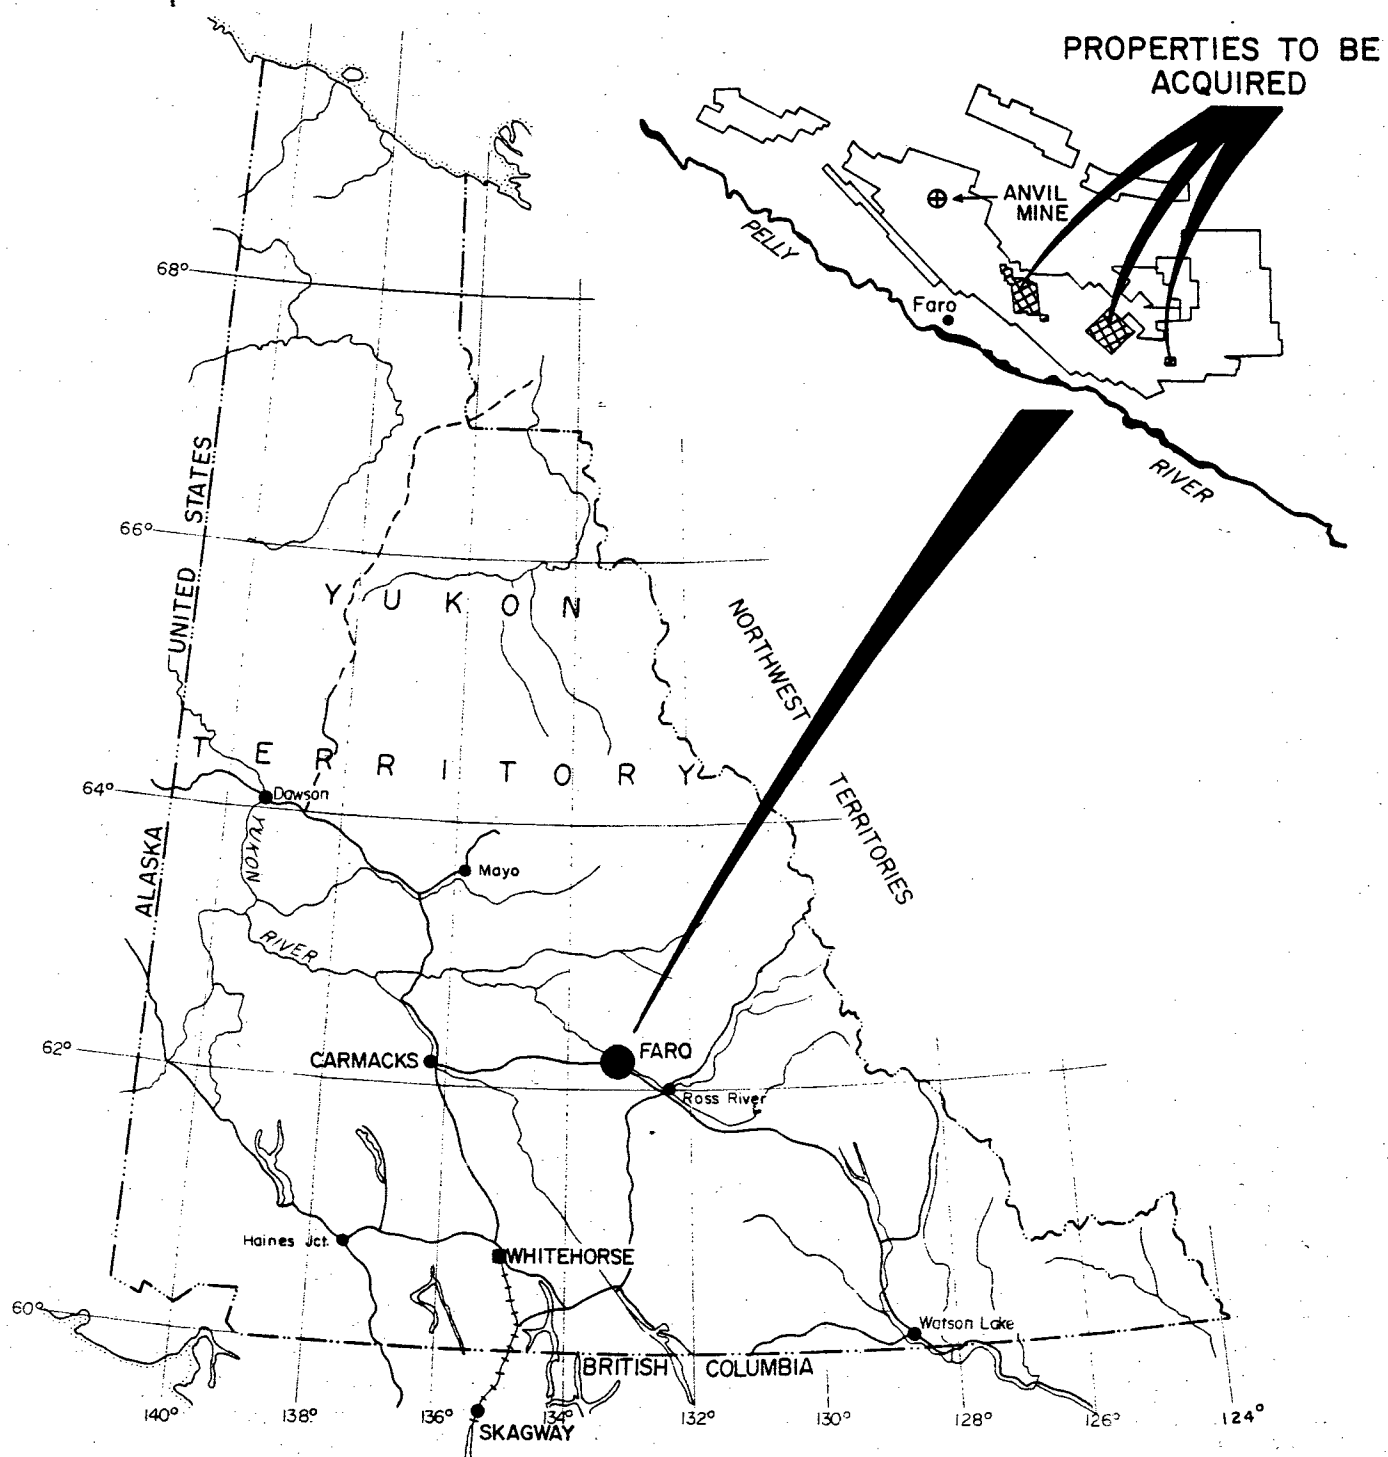 PROPERTIES TO BE
ACQUIRED
ANVIL
MINE
PELLY
Faro
RIVER
68°
UNITED STATES
66°
YUKON
NORTHWEST
TERRITORY
64°
Dawson
TERRITORIES
YUKON
ALASKA
Mayo
RIVER
62°
CARMACKS
FARO
Ross River
Haines Jct.
WHITEHORSE
60°
Watson Lake
BRITISH COLUMBIA
140°
138°
136°
134°
132°
130°
128°
126°
124°
SKAGWAY